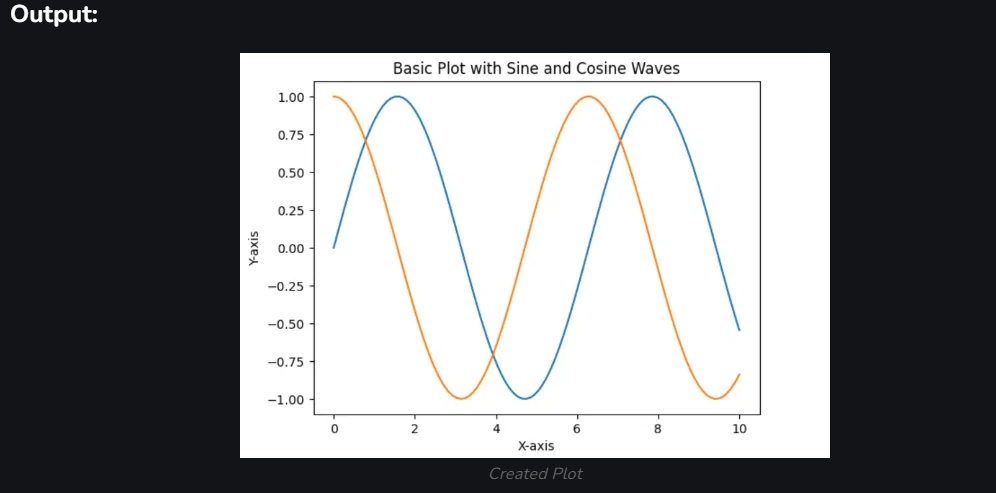 Output:
Basic Plot with Sine and Cosine Waves
1.00
0.75
0.50
0.25
0.00
−0.25
−0.50
−0.75
−1.00
Y-axis
0 2 4 6 8 10
X-axis
Created Plot